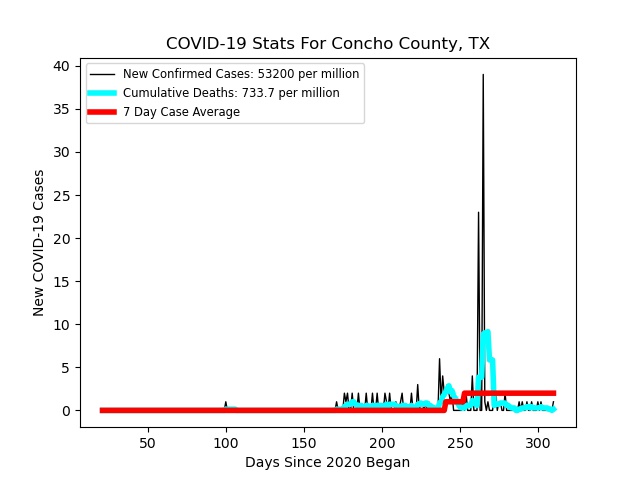 COVID-19 Stats For Concho County, TX
New Confirmed Cases: 53200 per million
Cumulative Deaths: 733.7 per million
7 Day Case Average
New COVID-19 Cases
40
35
30
25
20
15
10
5
0
50 100 150 200 250 300
Days Since 2020 Began